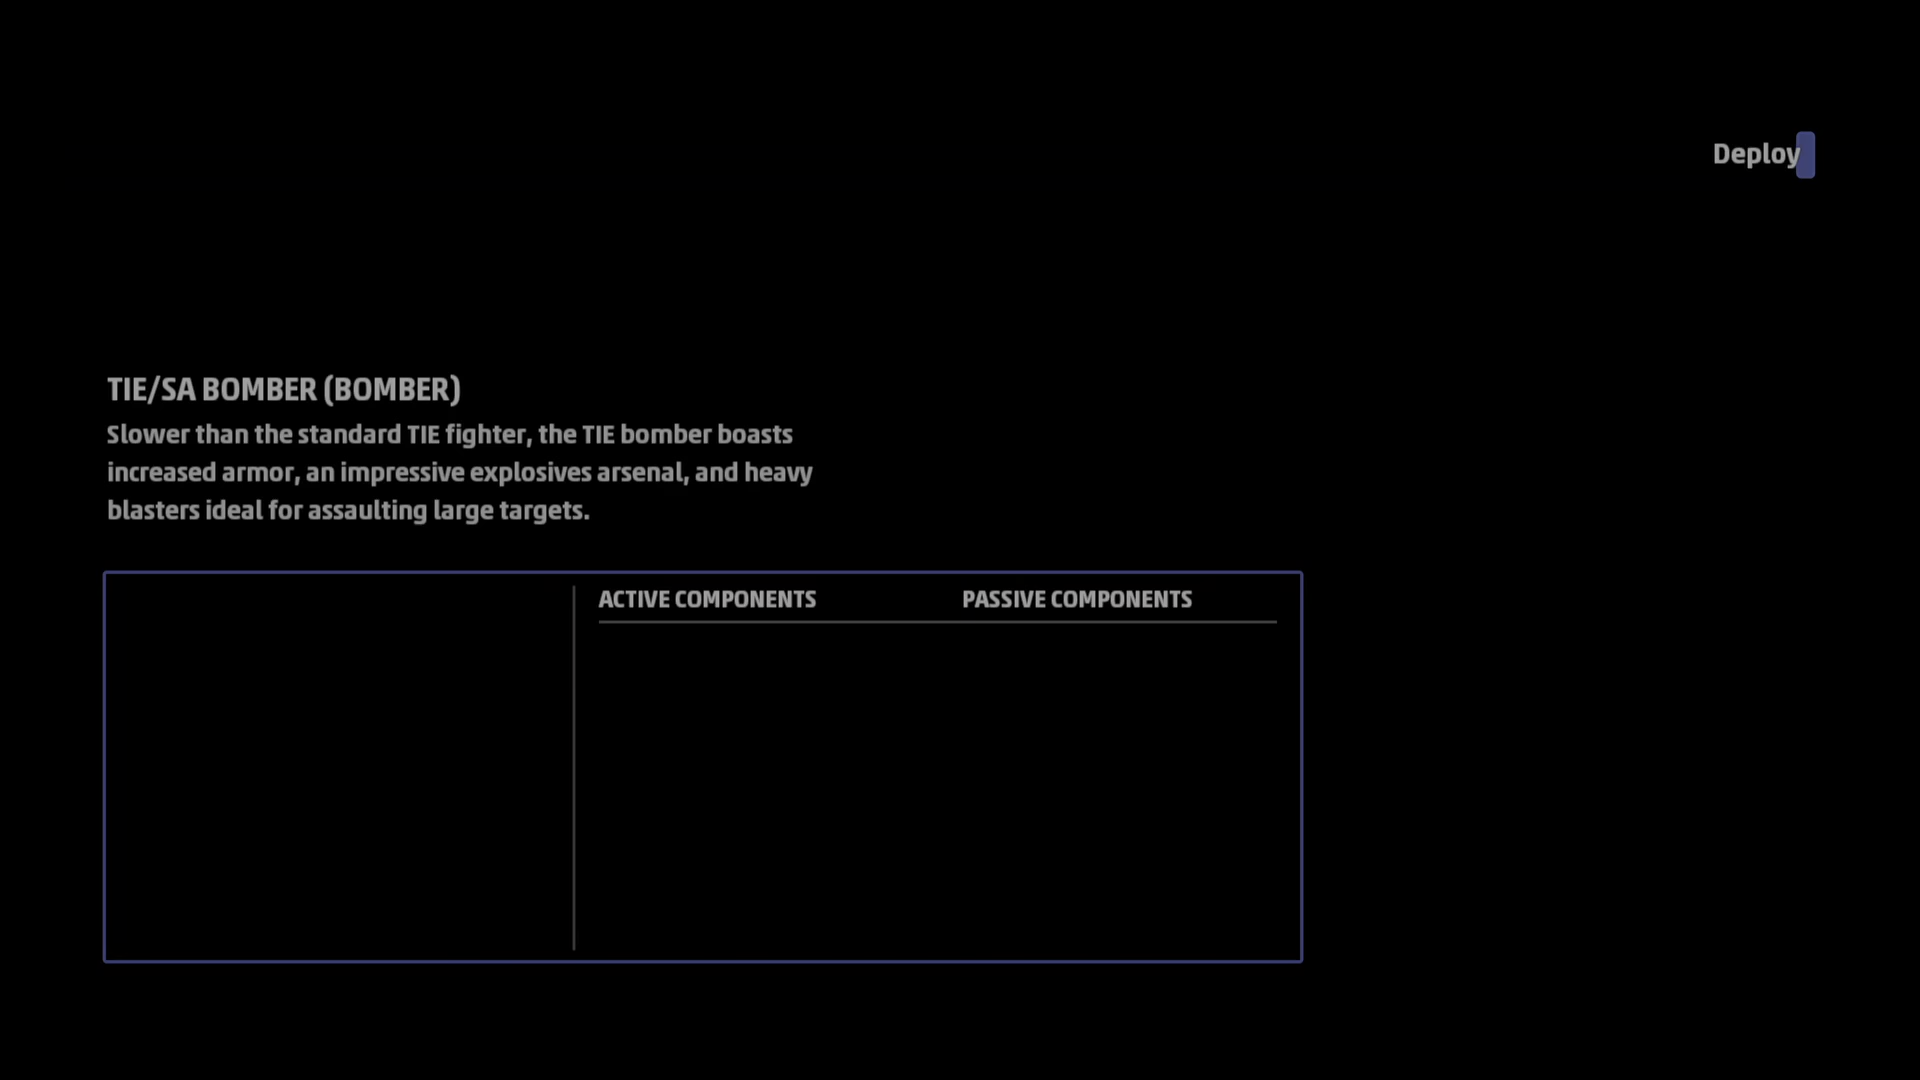 Deploy
TIE/SA BOMBER (BOMBER)
Slower than the standard TIE fighter, the TIE bomber boasts
increased armor, an impressive explosives arsenal, and heavy
blasters ideal for assaulting large targets.
ACTIVE COMPONENTS
PASSIVE COMPONENTS